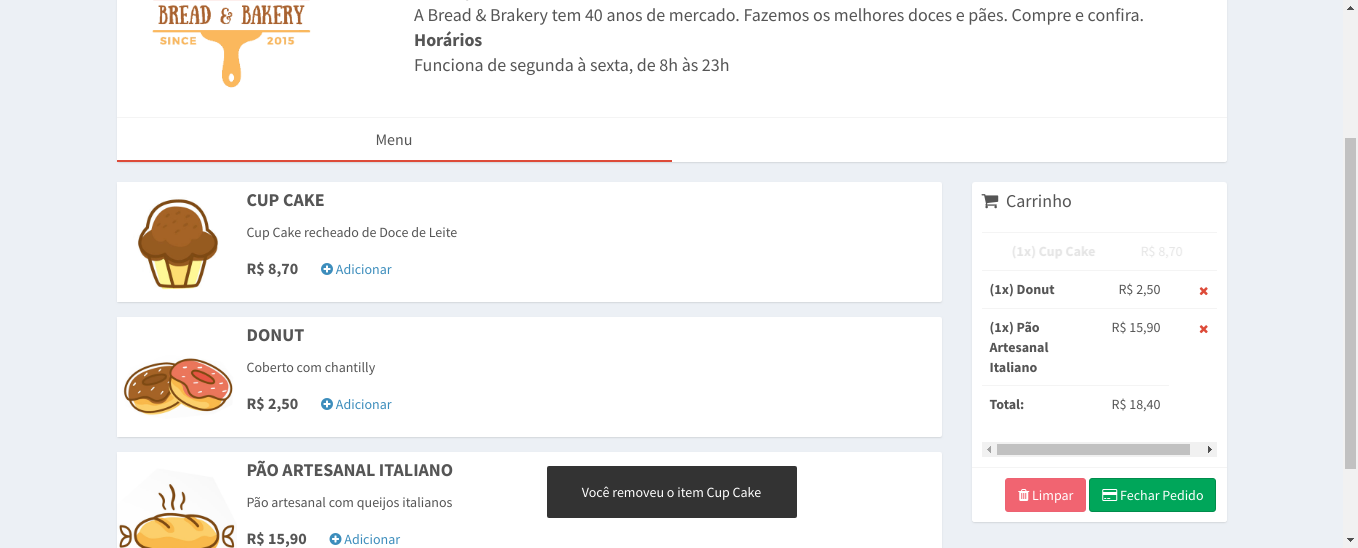 BREAD & BAKERY
SINCE 2015
A Bread & Brakery tem 40 anos de mercado. Fazemos os melhores doces e pães. Compre e confira.
Horários
Funciona de segunda à sexta, de 8h às 23h
Menu
CUP CAKE
Cup Cake recheado de Doce de Leite
R$ 8,70 Adicionar
DONUT
Coberto com chantilly
R$ 2,50 Adicionar
PÃO ARTESANAL ITALIANO
Pão artesanal com queijos italianos
R$ 15,90 Adicionar
Carrinho
(1x) Cup Cake R$ 8,70
(1x) Donut R$ 2,50
(1x) Pão R$ 15,90
Artesanal
Italiano
Total: R$ 18,40
Limpar Fechar Pedido
Você removeu o item Cup Cake